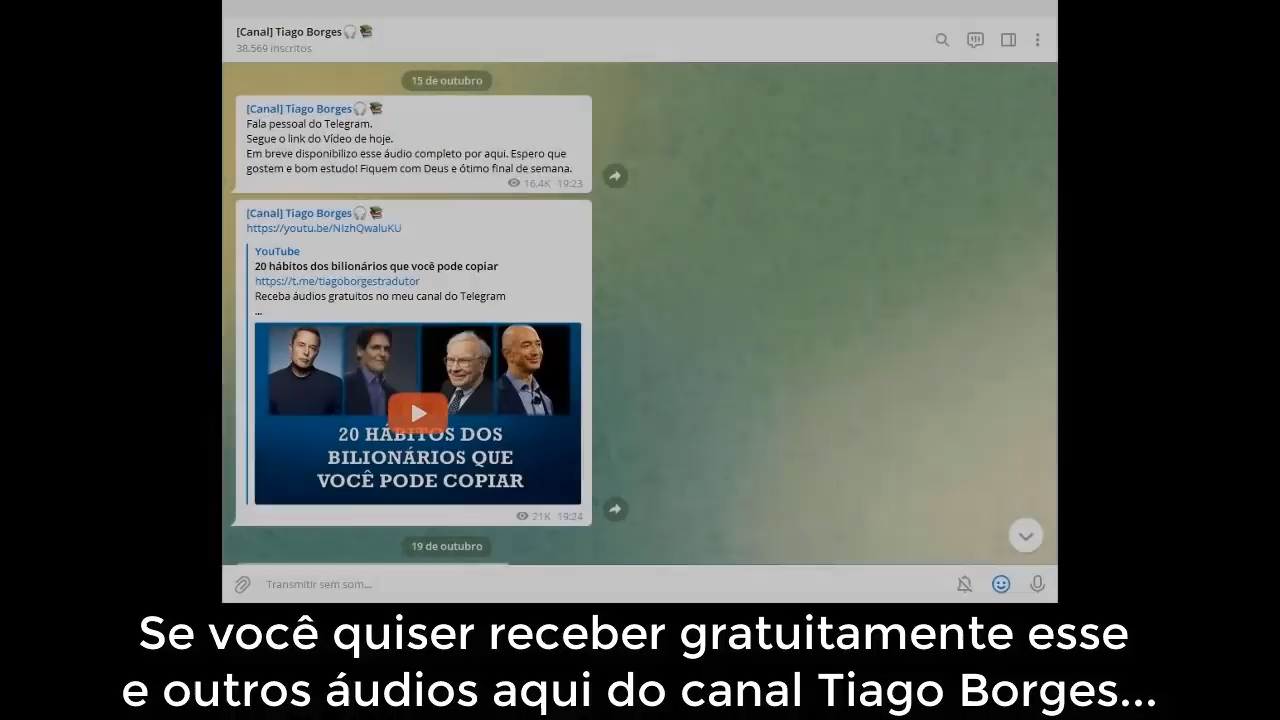 [Canal] Tiago Borges🎧📚
38.569 inscritos
15 de outubro
[Canal] Tiago Borges🎧📚
Fala pessoal do Telegram.
Segue o link do Vídeo de hoje.
Em breve disponibilizo esse áudio completo por aqui. Espero que
gostem e bom estudo! Fiquem com Deus e ótimo final de semana.
16.4K 19:23
[Canal] Tiago Borges🎧📚
https://youtu.be/NIzhQwaluKU
YouTube
20 hábitos dos bilionários que você pode copiar
https://t.me/tiagoborgestradutor
Receba áudios gratuitos no meu canal do Telegram
...
20 HÁBITOS DOS
BILIONÁRIOS QUE
VOCÊ PODE COPIAR
21K 19:24
19 de outubro
Transmitir sem som...
Se você quiser receber gratuitamente esse
e outros áudios aqui do canal Tiago Borges...